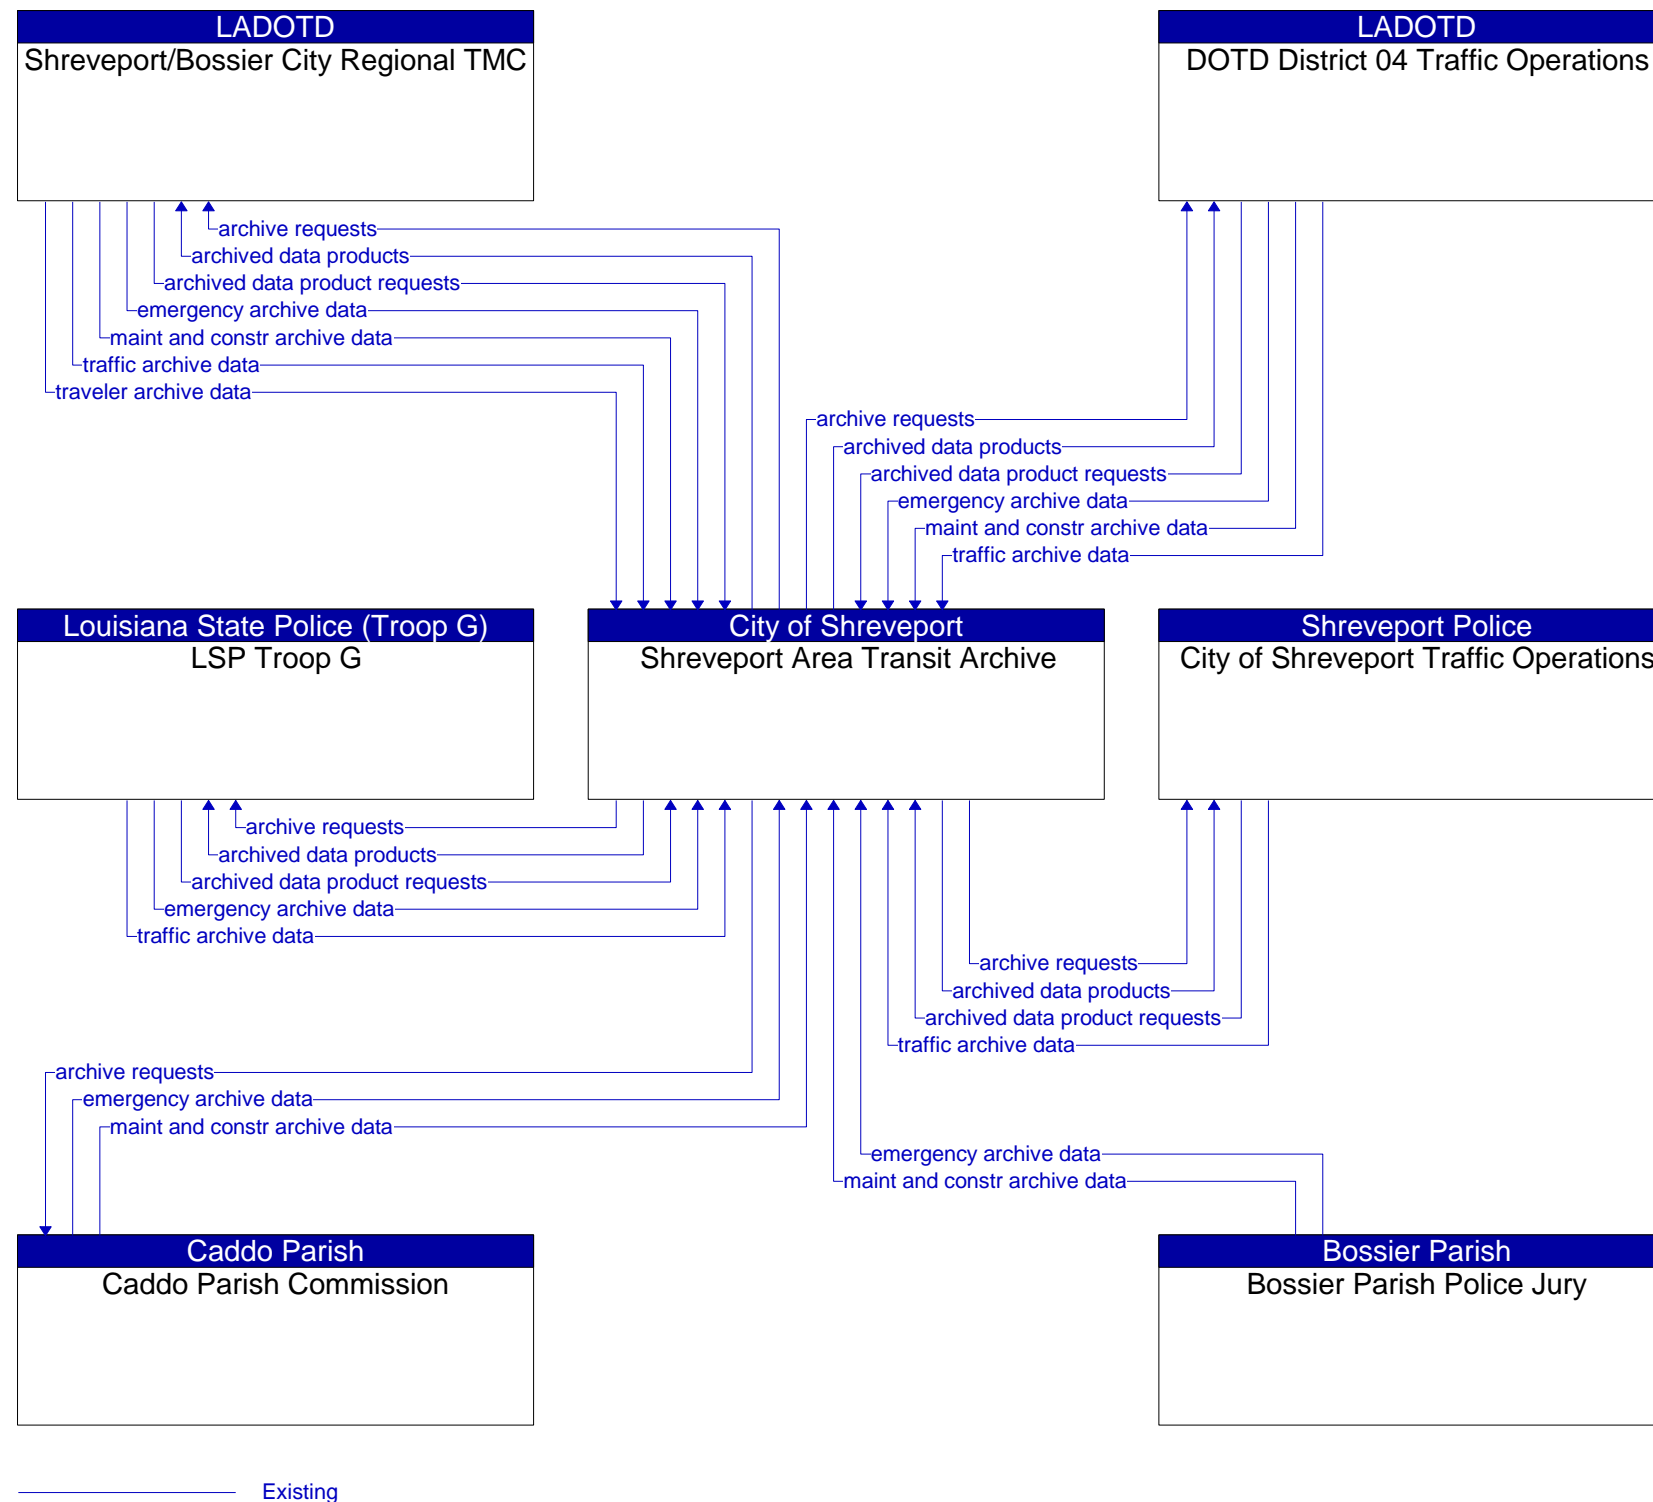 LADOTD
Shreveport/Bossier City Regional TMC
LADOTD
DOTD District 04 Traffic Operations
archive requests
archived data products
archived data product requests
emergency archive data
maint and constr archive data
traffic archive data
traveler archive data
archive requests
archived data products
archived data product requests
emergency archive data
maint and constr archive data
traffic archive data
Louisiana State Police (Troop G)
LSP Troop G
City of Shreveport
Shreveport Area Transit Archive
Shreveport Police
City of Shreveport Traffic Operations
archive requests
archived data products
archived data product requests
emergency archive data
traffic archive data
archive requests
archived data products
archived data product requests
traffic archive data
archive requests
emergency archive data
maint and constr archive data
emergency archive data
maint and constr archive data
Caddo Parish
Caddo Parish Commission
Bossier Parish
Bossier Parish Police Jury
Existing